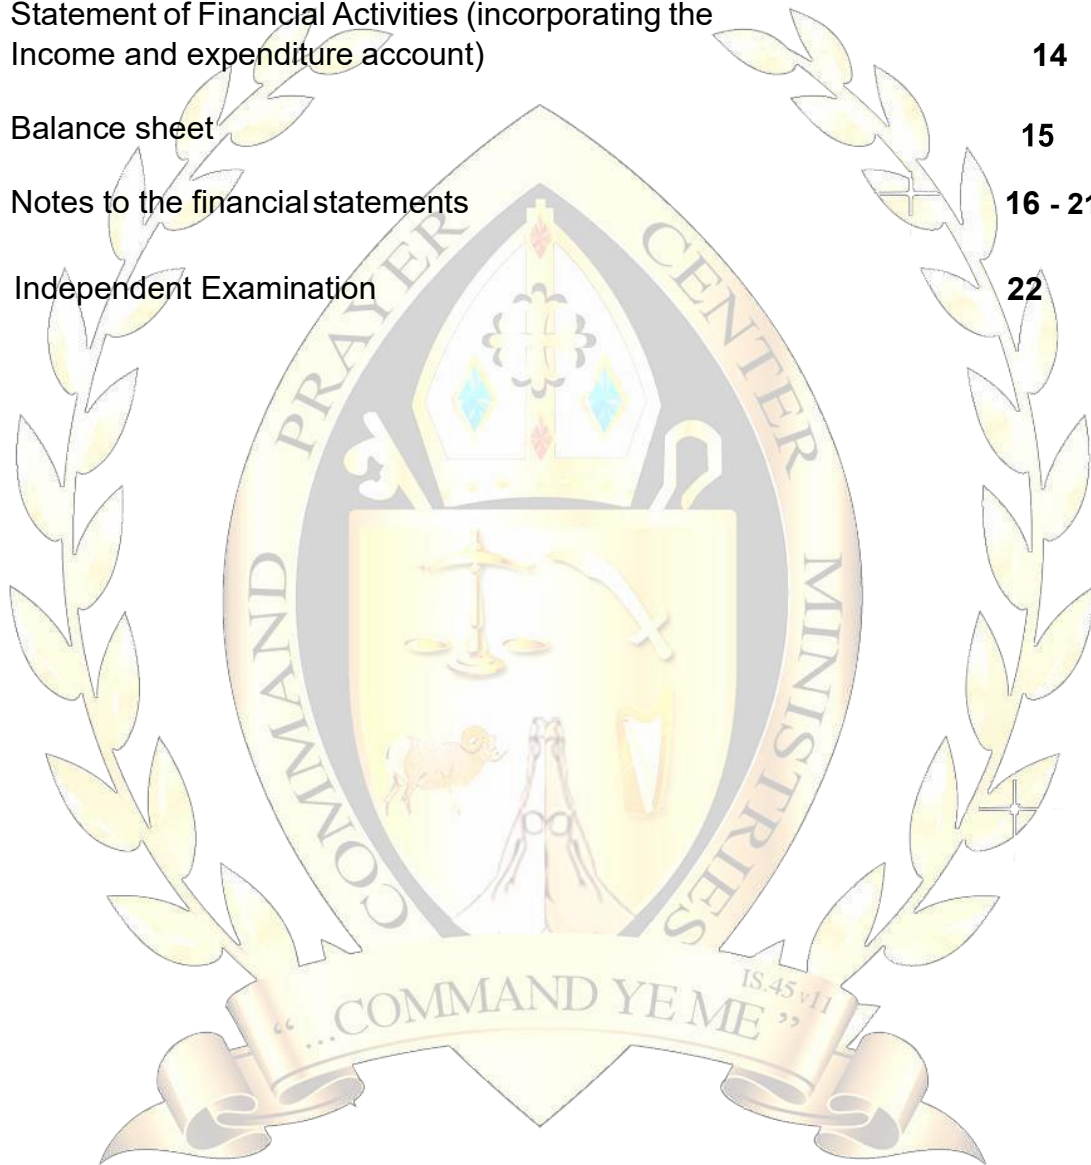 Statement of Financial Activities (incorporating the
Income and expenditure account) 14
Balance sheet 15
Notes to the financial statements 16 - 21
Independent Examination 22
COMMAND PRAYER CENTER MINISTRIES
“ ...COMMAND YE ME ”
IS.45 v11